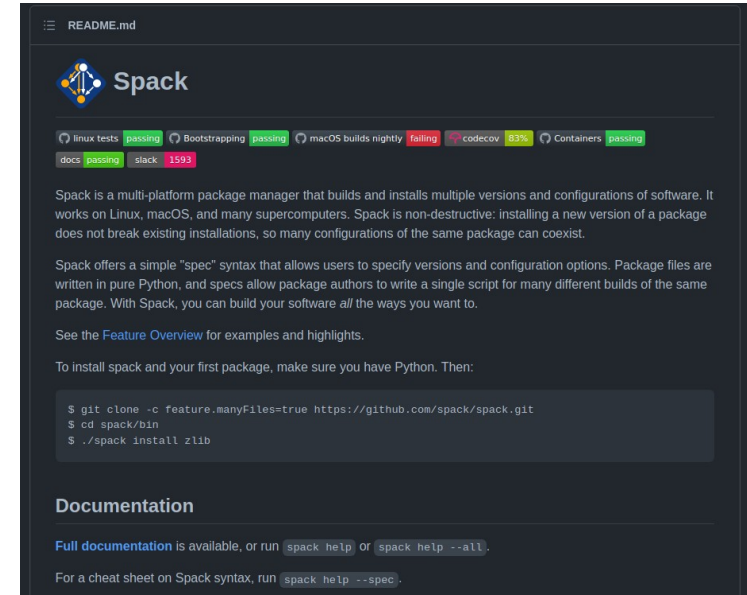 README.md
Spack
linux tests passing Bootstrapping passing macOS builds nightly failing codecov 83% Containers passing
docs passing slack 1593
Spack is a multi-platform package manager that builds and installs multiple versions and configurations of software. It
works on Linux, macOS, and many supercomputers. Spack is non-destructive: installing a new version of a package
does not break existing installations, so many configurations of the same package can coexist.
Spack offers a simple "spec" syntax that allows users to specify versions and configuration options. Package files are
written in pure Python, and specs allow package authors to write a single script for many different builds of the same
package. With Spack, you can build your software all the ways you want to.
See the Feature Overview for examples and highlights.
To install spack and your first package, make sure you have Python. Then:
$ git clone -c feature.manyFiles=true https://github.com/spack/spack.git
$ cd spack/bin
$ ./spack install zlib
Documentation
Full documentation is available, or run spack help or spack help --all.
For a cheat sheet on Spack syntax, run spack help --spec.